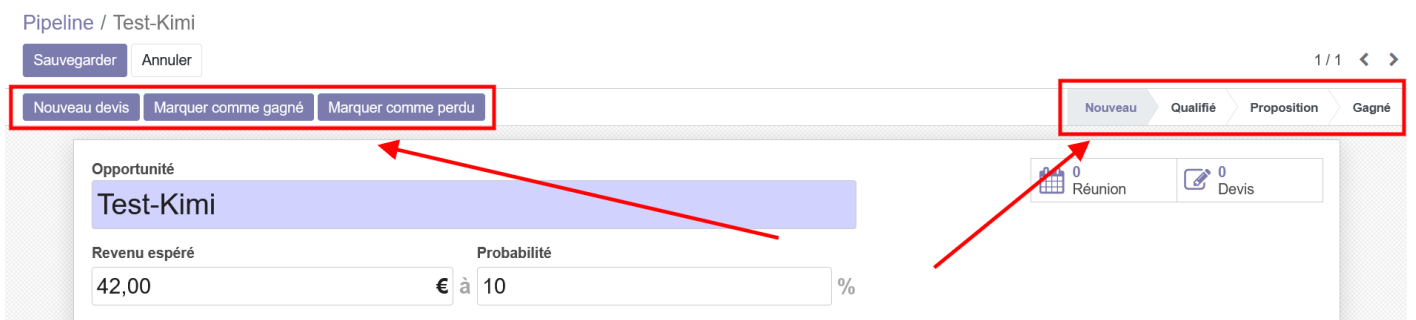 Pipeline / Test-Kimi
Sauvegarder Annuler 1 / 1
Nouveau devis Marquer comme gagné Marquer comme perdu Nouveau Qualifié Proposition Gagné
Opportunité
0 Réunion 0 Devis
Test-Kimi
Revenu espéré Probabilité
42,00 € à 10 %